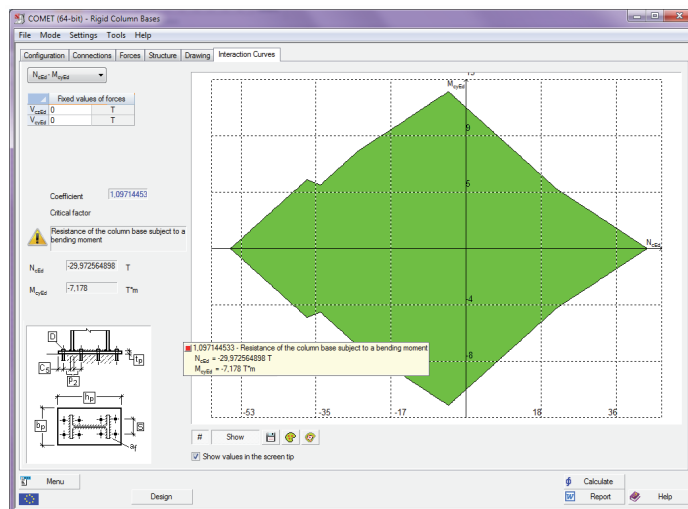 COMET (64-bit) - Rigid Column Bases
File Mode Settings Tools Help
Configuration Connections Forces Structure Drawing Interaction Curves
NcEd- McyEd
Fixed values of forces
VczEd 0 T
VcyEd 0 T
Coefficient 1,09714453
Critical factor
Resistance of the column base subject to a
bending moment
NcEd -29,972564898 T
McyEd -7,178 T*m
D
tp
C5
p2
hp
bp
g
af
McyEd
13
9
5
NcEd
-4
-8
-53 -35 -17 18 36
1,097144533 - Resistance of the column base subject to a bending moment
NcEd = -29,972564898 T
McyEd = -7,178 T*m
# Show
Show values in the screen tip
Menu
Design
Calculate
Report
Help